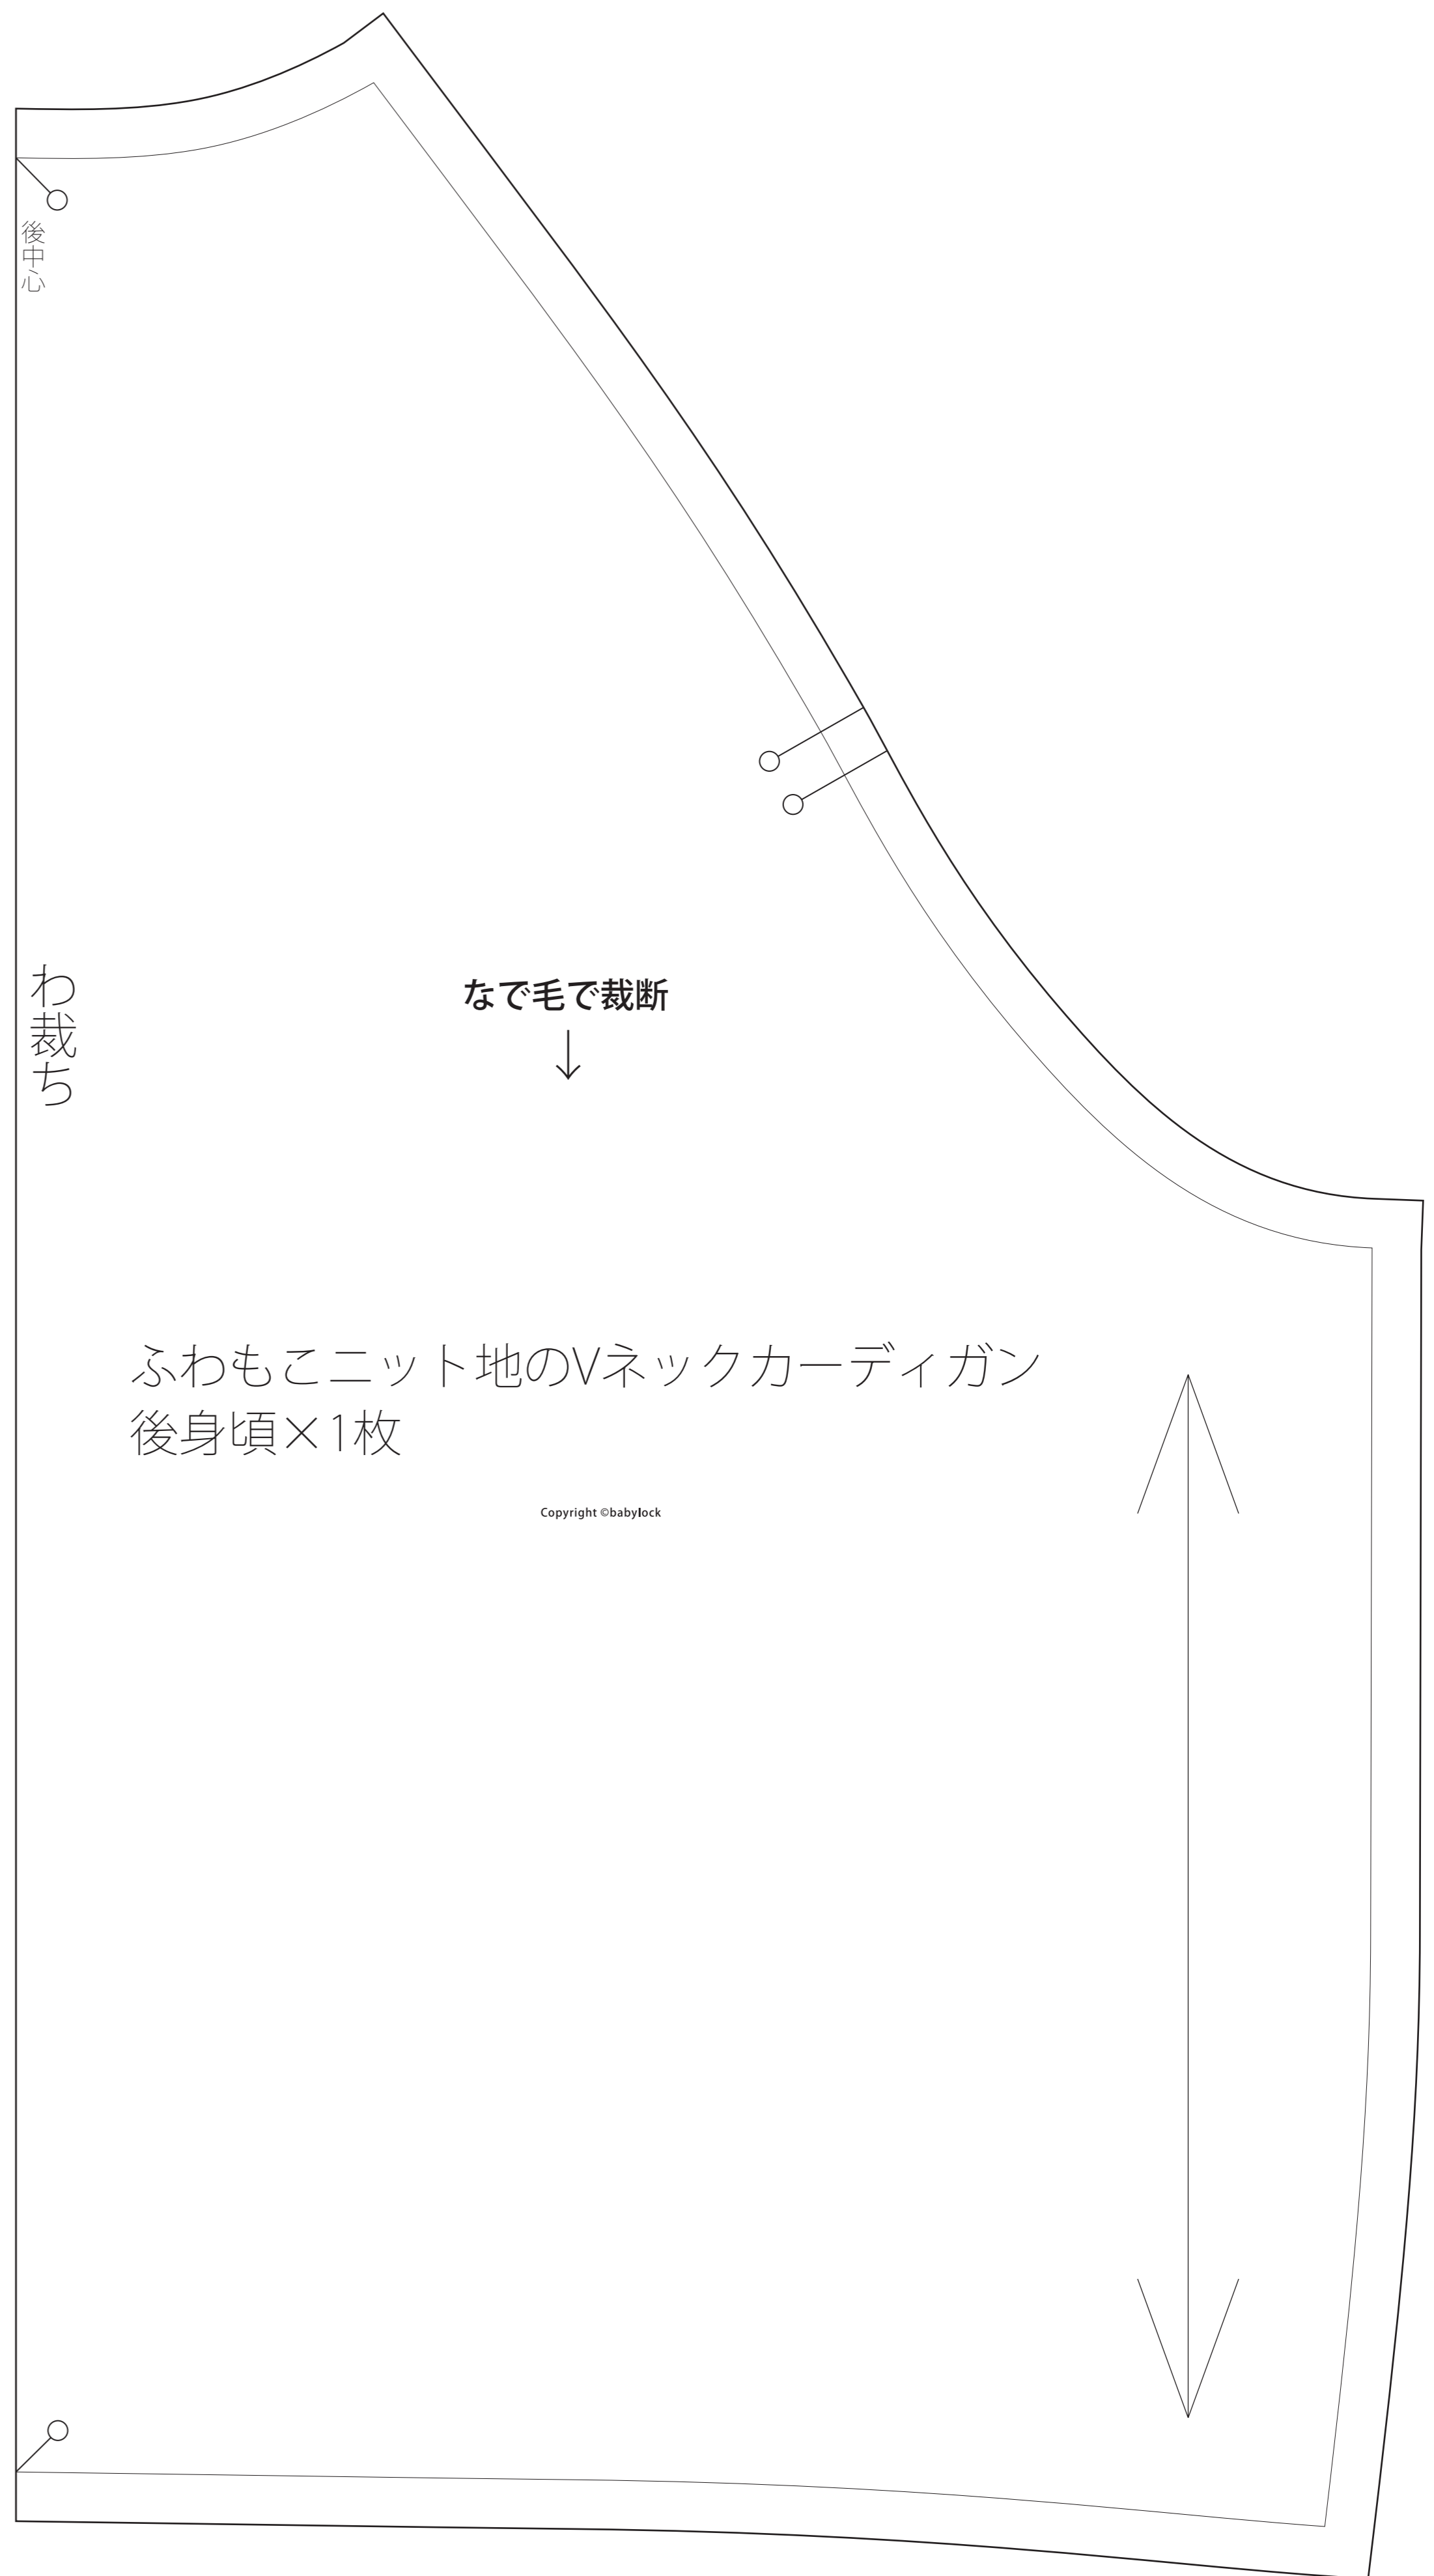 後中心
わ裁ち
なで毛で裁断
ふわもこニット地のVネックカーディガン
後身頃×1枚
Copyright ©babylock